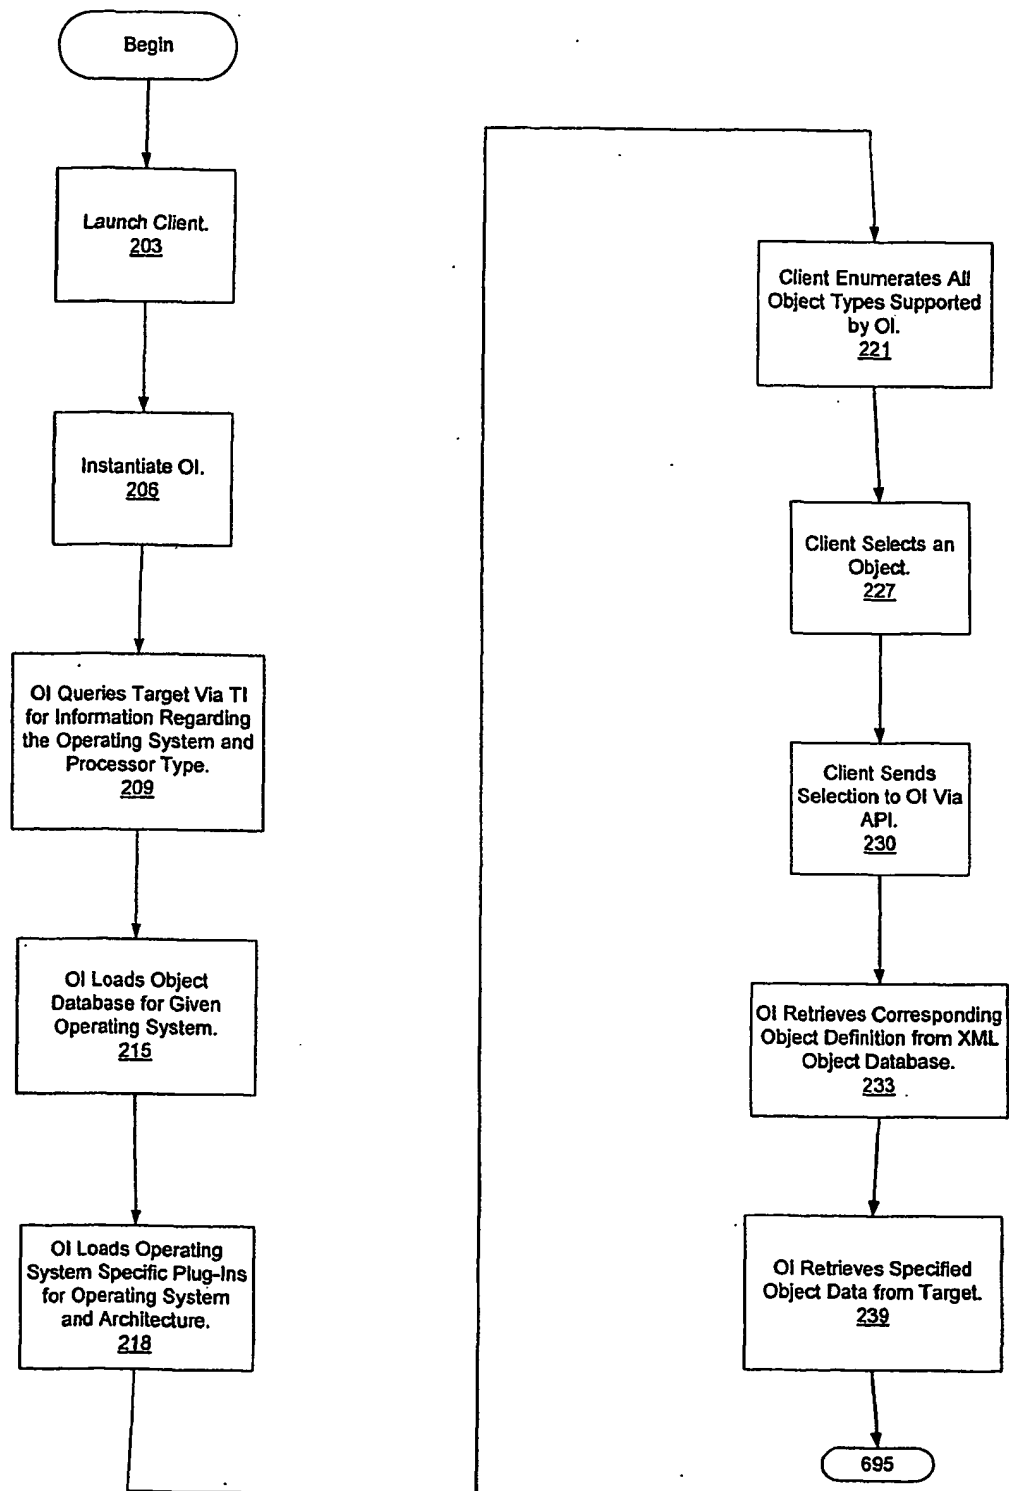 Begin
Launch Client.
203
Instantiate OI.
206
OI Queries Target Via TI
for Information Regarding
the Operating System and
Processor Type.
209
OI Loads Object
Database for Given
Operating System.
215
OI Loads Operating
System Specific Plug-Ins
for Operating System
and Architecture.
218
Client Enumerates All
Object Types Supported
by OI.
221
Client Selects an
Object.
227
Client Sends
Selection to OI Via
API.
230
OI Retrieves Corresponding
Object Definition from XML
Object Database.
233
OI Retrieves Specified
Object Data from Target.
239
695